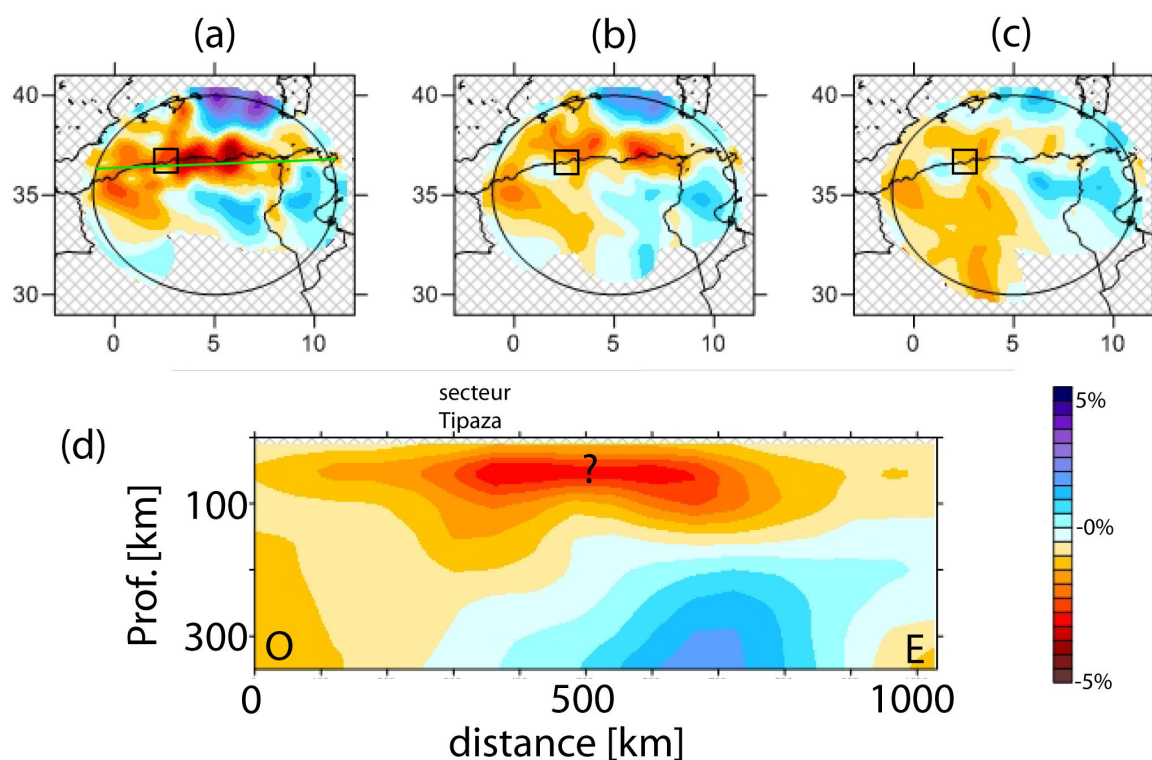 (a) (b) (c)
40 40 40
35 35 35
30 30 30
0 5 10 0 5 10 0 5 10
secteur
Tipaza
(d)
?
100
300
Prof. [km]
O E
0 500 1000
distance [km]
5%
-0%
-5%